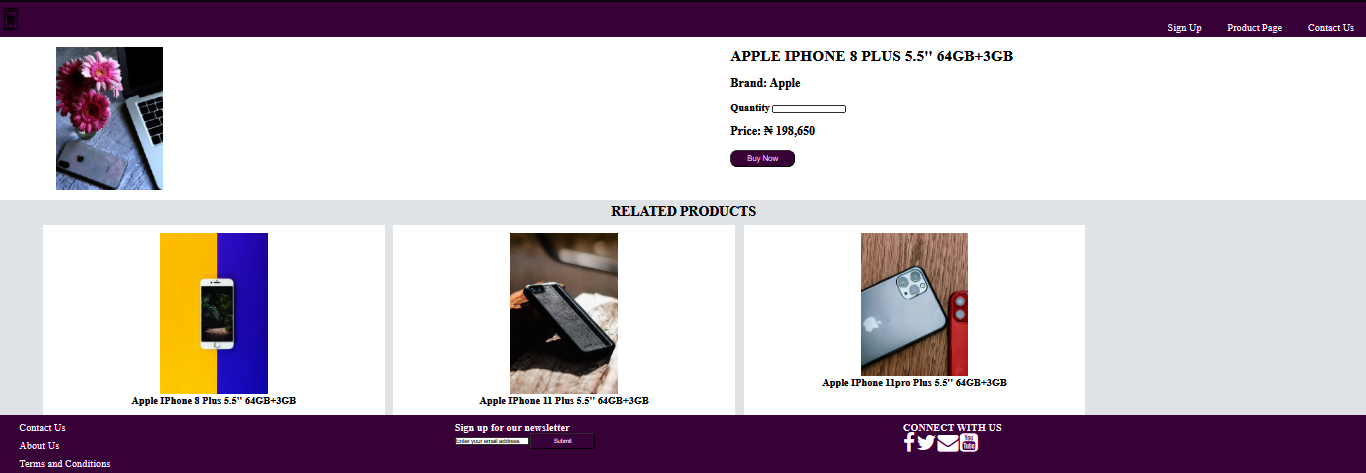 Sign Up Product Page Contact Us
APPLE IPHONE 8 PLUS 5.5" 64GB+3GB
Brand: Apple
Quantity
Price: ₦ 198,650
Buy Now
RELATED PRODUCTS
Apple IPhone 8 Plus 5.5" 64GB+3GB
Apple IPhone 11 Plus 5.5" 64GB+3GB
Apple IPhone 11pro Plus 5.5" 64GB+3GB
Contact Us
About Us
Terms and Conditions
Sign up for our newsletter
Enter your email address
Submit
CONNECT WITH US
You Tube